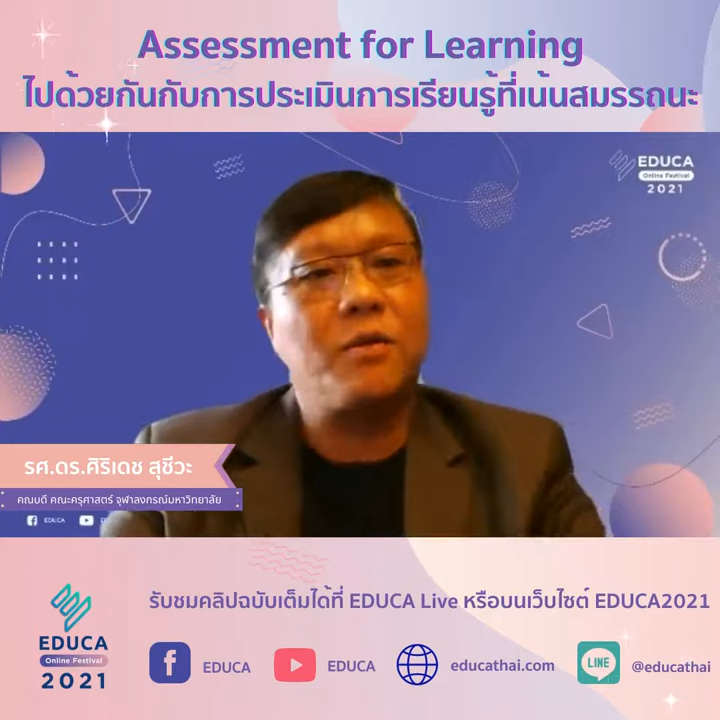 Assessment for Learning
ไปด้วยกันกับการประเมินการเรียนรู้ที่เน้นสมรรถนะ
EDUCA
Online Festival
2021
รศ.ดร.ศิริเดช สุชีวะ
คณบดี คณะครุศาสตร์ จุฬาลงกรณ์มหาวิทยาลัย
EDUCA
รับชมคลิปฉบับเต็มได้ที่ EDUCA Live หรือบนเว็บไซต์ EDUCA2021
EDUCA
Online Festival
2021
EDUCA EDUCA educathai.com LINE @educathai